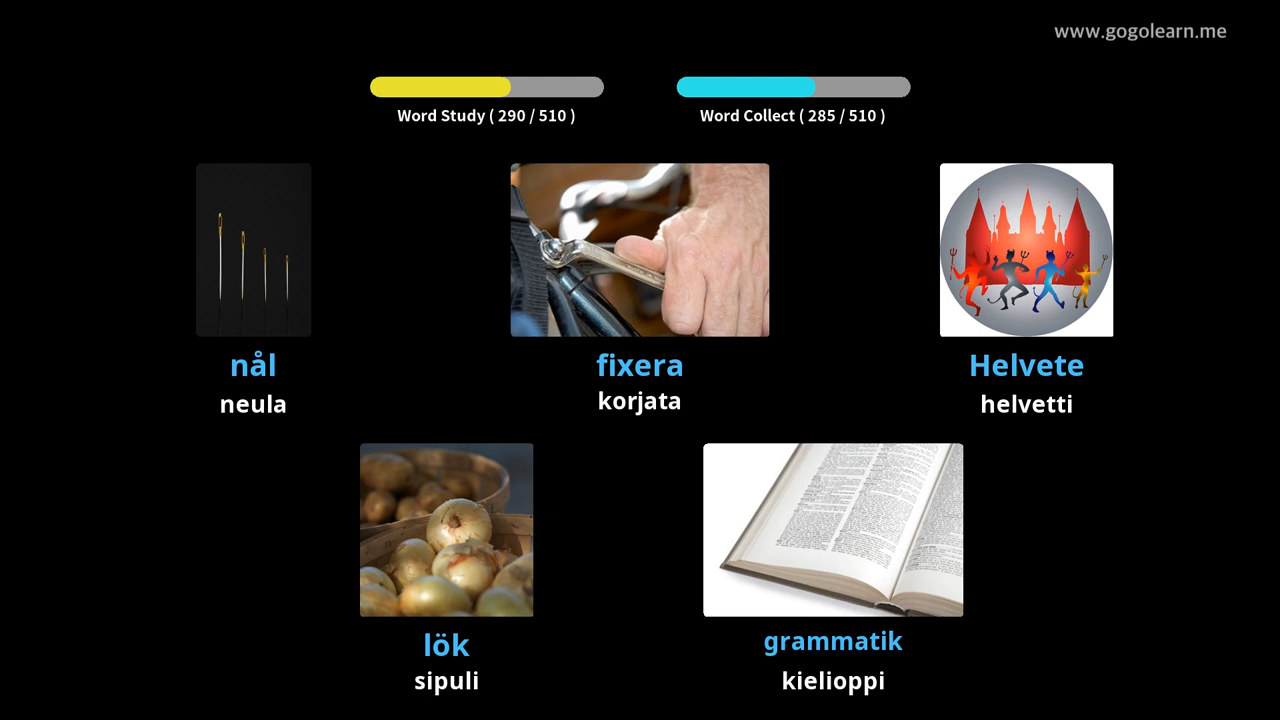 www.gogolearn.me
Word Study ( 290 / 510 )
Word Collect ( 285 / 510 )
nål
neula
fixera
korjata
Helvete
helvetti
lök
sipuli
grammatik
kielioppi